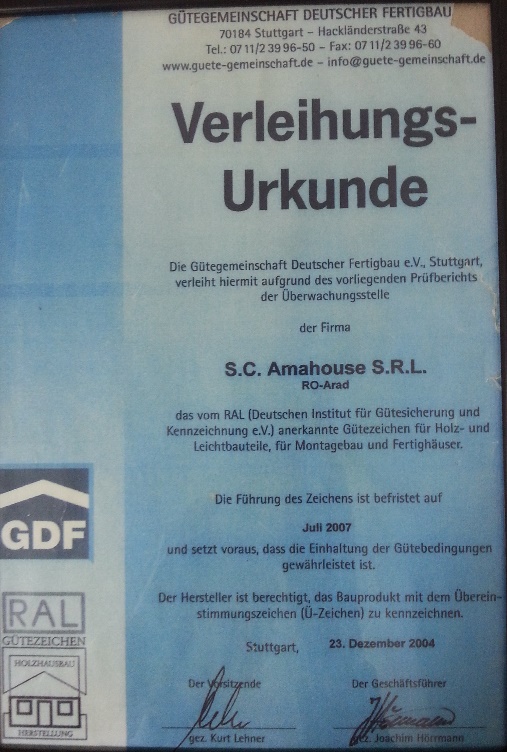 GÜTEGEMEINSCHAFT DEUTSCHER FERTIGBAU
70184 Stuttgart – Hackländerstraße 43
Tel.: 07 11/2 39 96-50 – Fax: 07 11/2 39 96-60
www.guete-gemeinschaft.de – info@guete-gemeinschaft.de
Verleihungs-
Urkunde
Die Gütegemeinschaft Deutscher Fertigbau e.V., Stuttgart,
verleiht hiermit aufgrund des vorliegenden Prüfberichts
der Überwachungsstelle
der Firma
S.C. Amahouse S.R.L.
RO-Arad
das vom RAL (Deutschen Institut für Gütesicherung und
Kennzeichnung e.V.) anerkannte Gütezeichen für Holz- und
Leichtbauteile, für Montagebau und Fertighäuser.
Die Führung des Zeichens ist befristet auf
Juli 2007
und setzt voraus, dass die Einhaltung der Gütebedingungen
gewährleistet ist.
Der Hersteller ist berechtigt, das Bauprodukt mit dem Überein-
stimmungszeichen (Ü-Zeichen) zu kennzeichnen.
Stuttgart, 23. Dezember 2004
Der Vorsitzende Der Geschäftsführer
gez. Kurt Lehner gez. Joachim Hörrmann
GDF
RAL
GÜTEZEICHEN
HOLZHAUSBAU
HERSTELLUNG